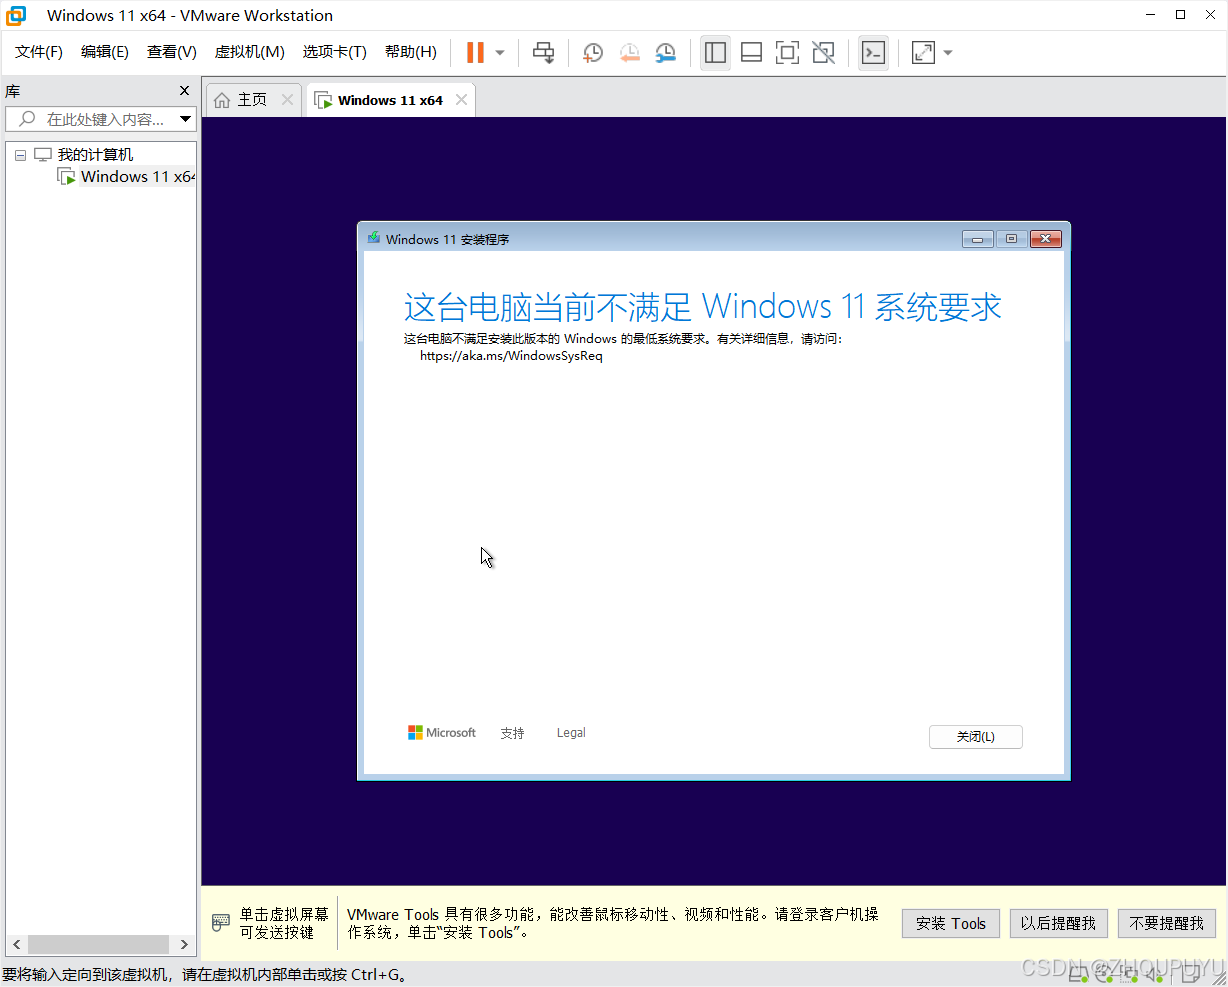 Windows 11 x64 - VMware Workstation
文件(F) 编辑(E) 查看(V) 虚拟机(M) 选项卡(T) 帮助(H)
库
在此处键入内容...
我的计算机
Windows 11 x64
主页
Windows 11 x64
Windows 11 安装程序
这台电脑当前不满足 Windows 11 系统要求
这台电脑不满足安装此版本的 Windows 的最低系统要求。有关详细信息，请访问:
https://aka.ms/WindowsSysReq
Microsoft 支持 Legal
关闭(L)
单击虚拟屏幕
可发送按键
VMware Tools 具有很多功能，能改善鼠标移动性、视频和性能。请登录客户机操
作系统，单击“安装 Tools”。
安装 Tools 以后提醒我 不要提醒我
要将输入定向到该虚拟机，请在虚拟机内部单击或按 Ctrl+G。
CSDN @ZHOUPUYU